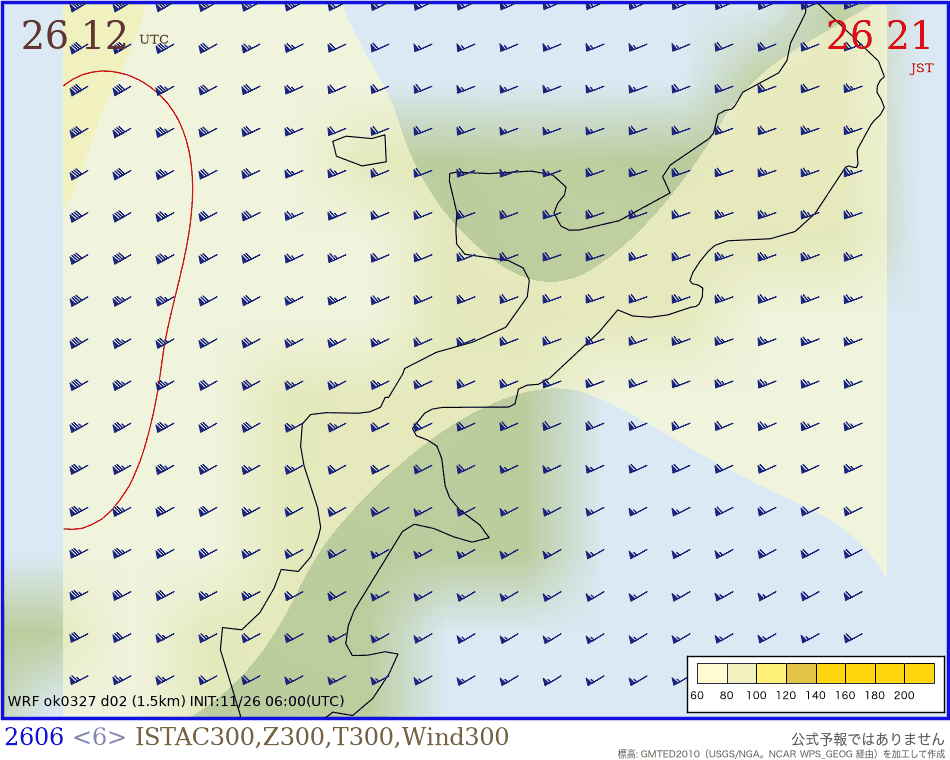 26 12 UTC
26 21
JST
WRF ok0327 d02 (1.5km) INIT:11/26 06:00(UTC)
60 80 100 120 140 160 180 200
2606 <6> ISTAC300,Z300,T300,Wind300
公式予報ではありません
標高: GMTED2010（USGS/NGA。NCAR WPS_GEOG 経由）を加工して作成